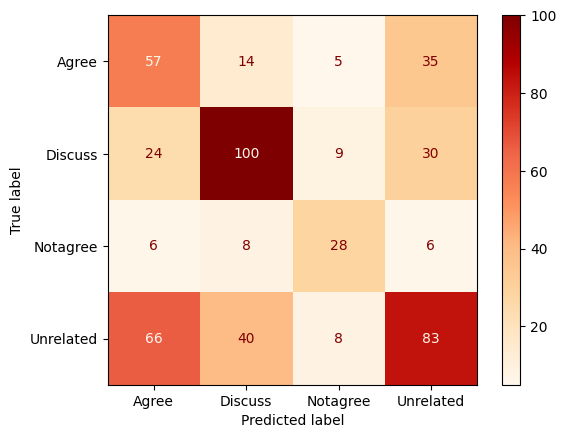 100
Agree 57 14 5 35
80
Discuss 24 100 9 30
60
True label
Notagree 6 8 28 6
40
Unrelated 66 40 8 83
20
Agree Discuss Notagree Unrelated
Predicted label